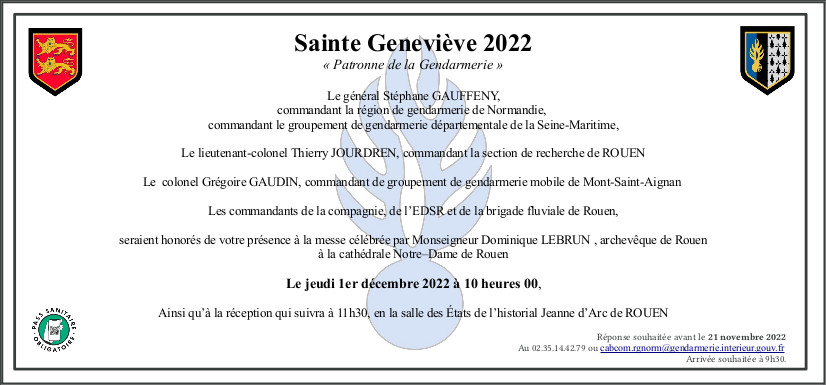 Sainte Geneviève 2022
« Patronne de la Gendarmerie »
Le général Stéphane GAUFFENY,
commandant la région de gendarmerie de Normandie,
commandant le groupement de gendarmerie départementale de la Seine-Maritime,
Le lieutenant-colonel Thierry JOURDREN, commandant la section de recherche de ROUEN
Le colonel Grégoire GAUDIN, commandant de groupement de gendarmerie mobile de Mont-Saint-Aignan
Les commandants de la compagnie, de l'EDSR et de la brigade fluviale de Rouen,
seraient honorés de votre présence à la messe célébrée par Monseigneur Dominique LEBRUN , archevêque de Rouen
à la cathédrale Notre–Dame de Rouen
Le jeudi 1er décembre 2022 à 10 heures 00,
Ainsi qu'à la réception qui suivra à 11h30, en la salle des États de l'historial Jeanne d'Arc de ROUEN
PASS SANITAIRE
OBLIGATOIRE
Réponse souhaitée avant le 21 novembre 2022
Au 02.35.14.42.79 ou cabcom.rgnorm@gendarmerie.interieur.gouv.fr
Arrivée souhaitée à 9h30.